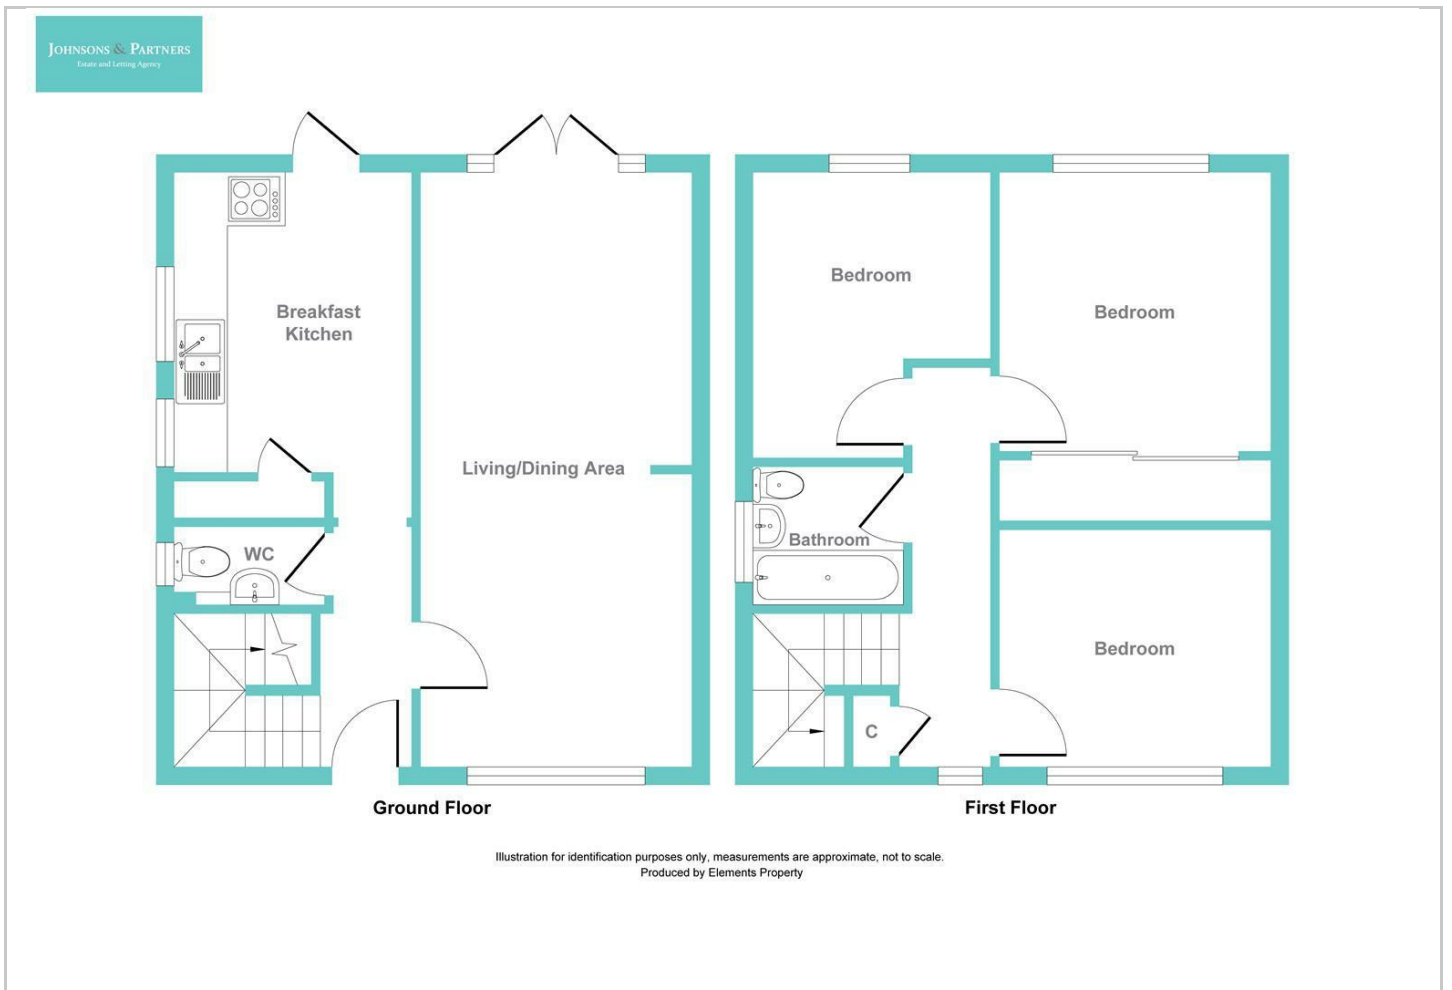 JOHNSONS & PARTNERS
Estate and Letting Agency
Breakfast
Kitchen
Living/Dining Area
WC
Ground Floor
Bedroom
Bedroom
Bathroom
Bedroom
C
First Floor
Illustration for identification purposes only, measurements are approximate, not to scale.
Produced by Elements Property